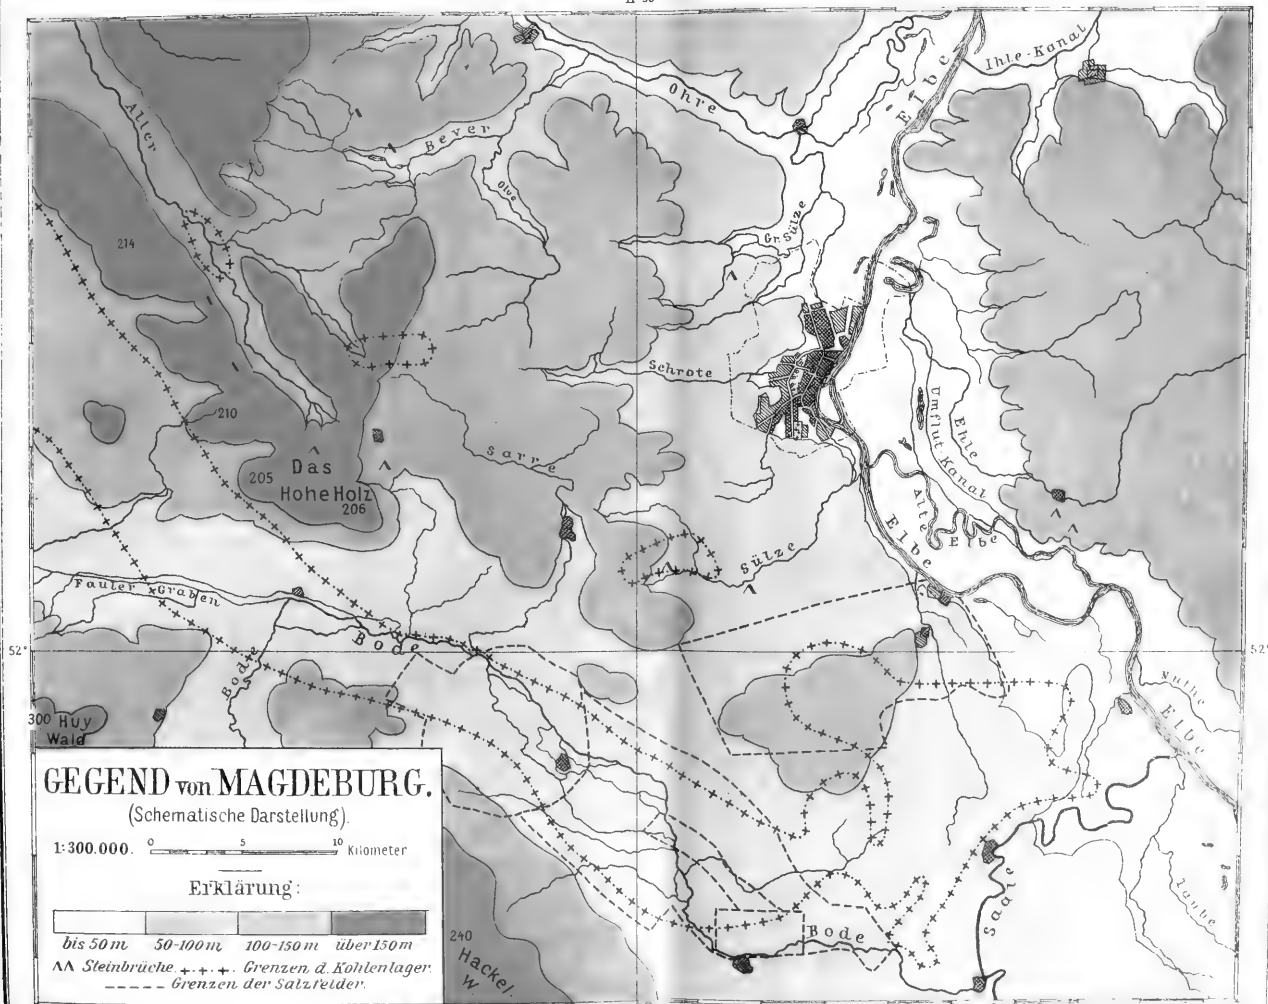 Ihle-Kanal
Elbe
Ohre
Aller
Bever
Olve
Gr. Sülze
214
Schrote
210
Umflut-Kanal
Ehle
Sarre
205
Das
Hohe Holz
206
Alte
Elbe
Elbe
Sülze
Fauler Graben
Bode
52°
52°
Bode
Nuthe
Elbe
300 Huy
Wald
GEGEND von MAGDEBURG.
(Schematische Darstellung).
1:300.000. 0 5 10 Kilometer
Erklärung:
bis 50 m 50-100 m 100-150 m über 150 m
ΛΛ Steinbrüche. +·+·+· Grenzen d. Kohlenlager.
------ Grenzen der Salzfelder.
240
Hackel.
W.
Bode
Saale
Taube